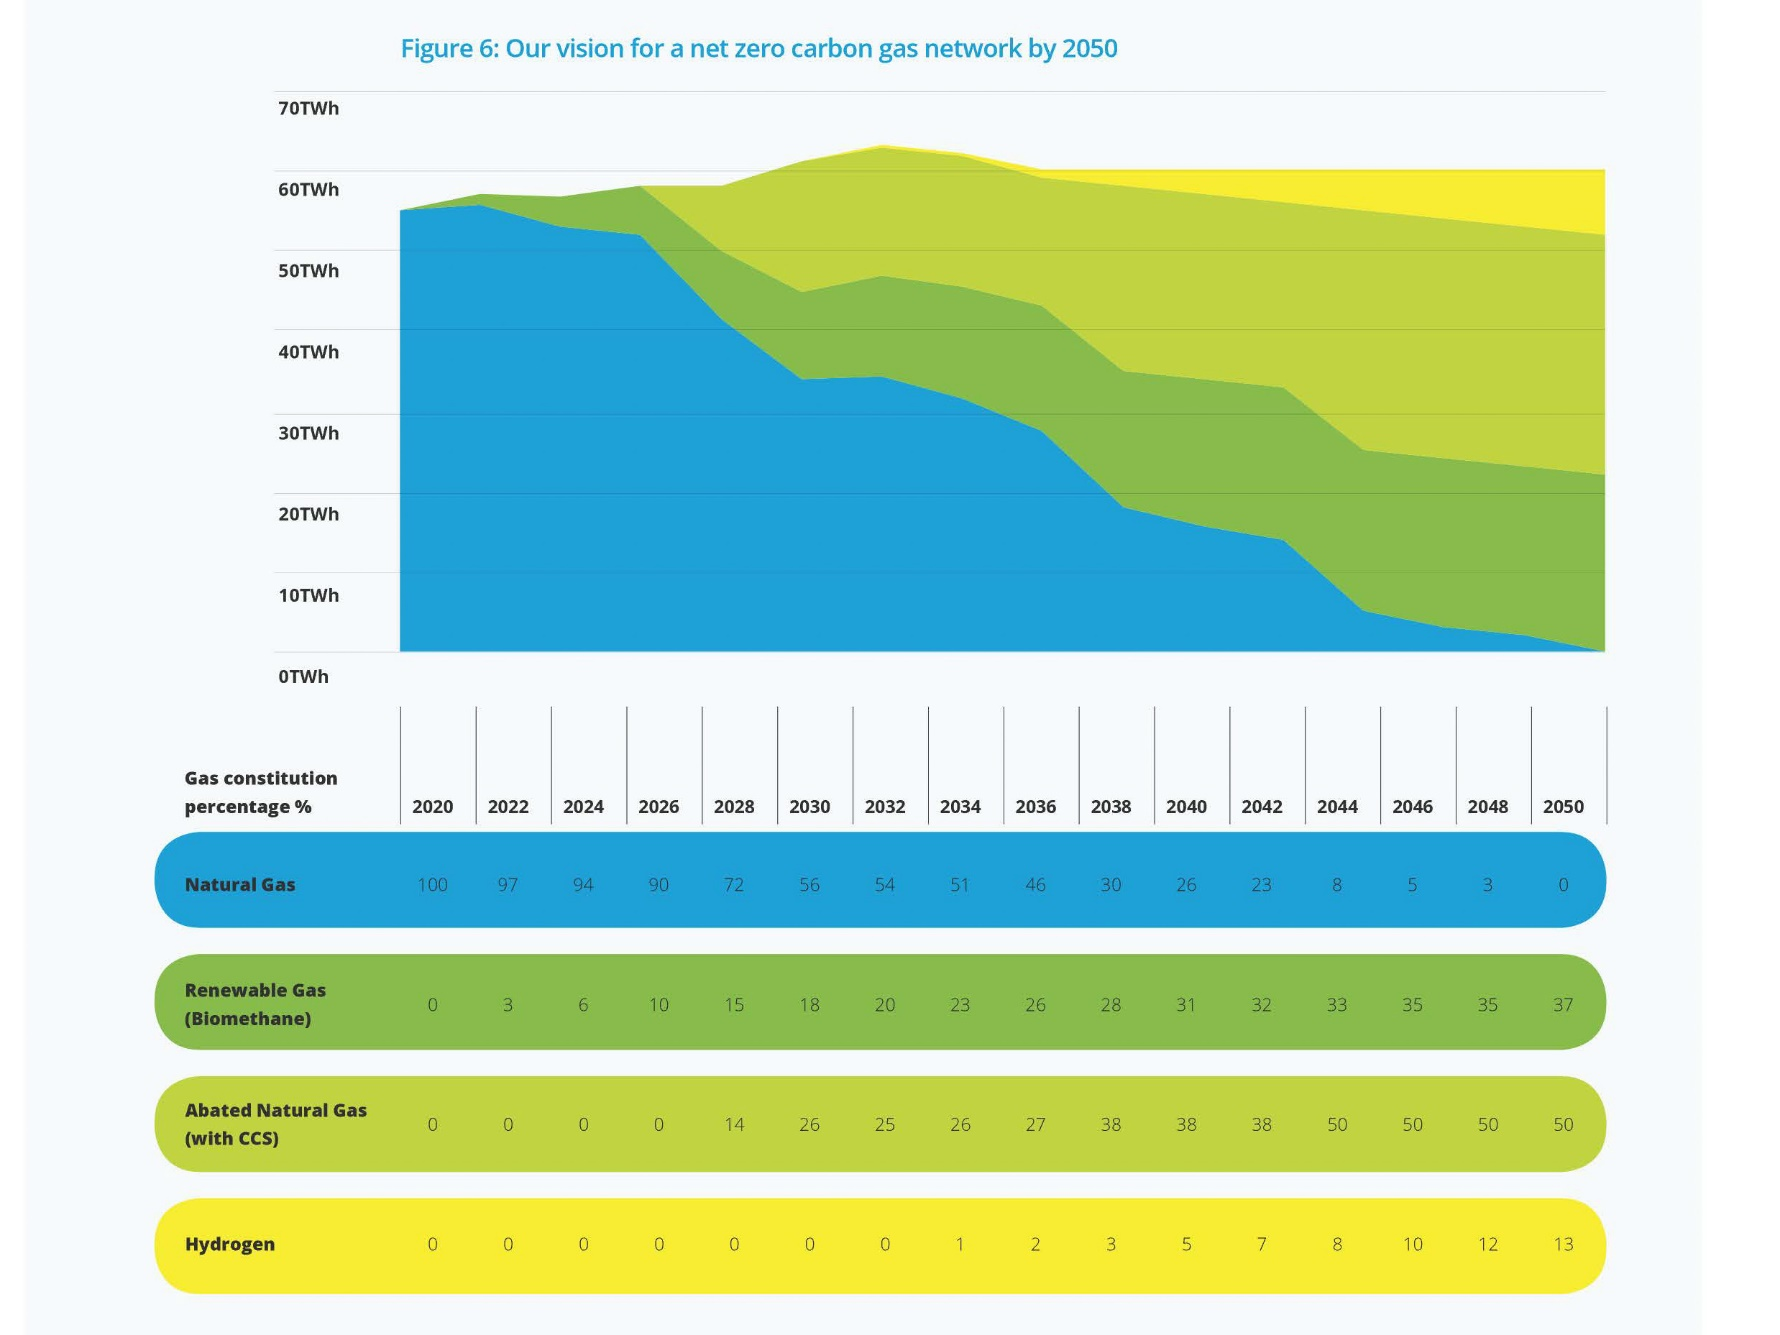 Figure 6: Our vision for a net zero carbon gas network by 2050
70TWh
60TWh
50TWh
40TWh
30TWh
20TWh
10TWh
0TWh
Gas constitution
percentage % 2020 2022 2024 2026 2028 2030 2032 2034 2036 2038 2040 2042 2044 2046 2048 2050
Natural Gas 100 97 94 90 72 56 54 51 46 30 26 23 8 5 3 0
Renewable Gas
(Biomethane) 0 3 6 10 15 18 20 23 26 28 31 32 33 35 35 37
Abated Natural Gas
(with CCS) 0 0 0 0 14 26 25 26 27 38 38 38 50 50 50 50
Hydrogen 0 0 0 0 0 0 0 1 2 3 5 7 8 10 12 13